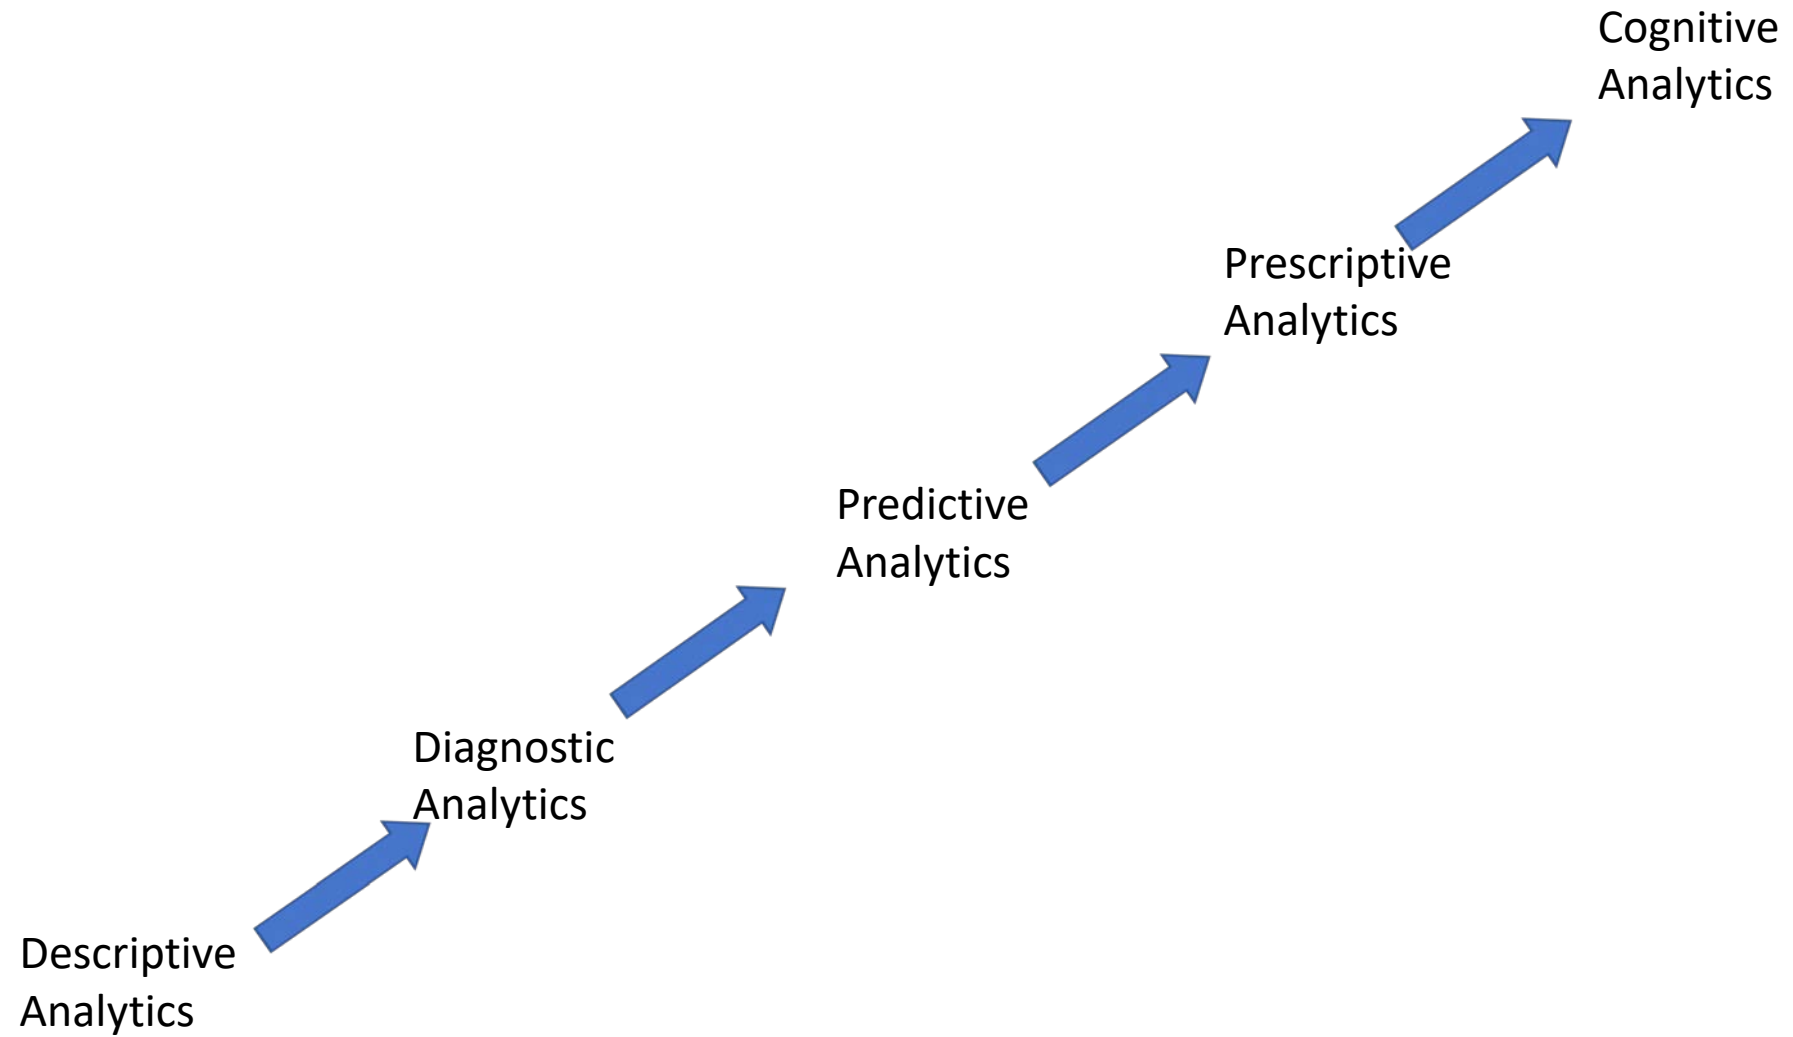 Cognitive
Analytics
Prescriptive
Analytics
Predictive
Analytics
Diagnostic
Analytics
Descriptive
Analytics